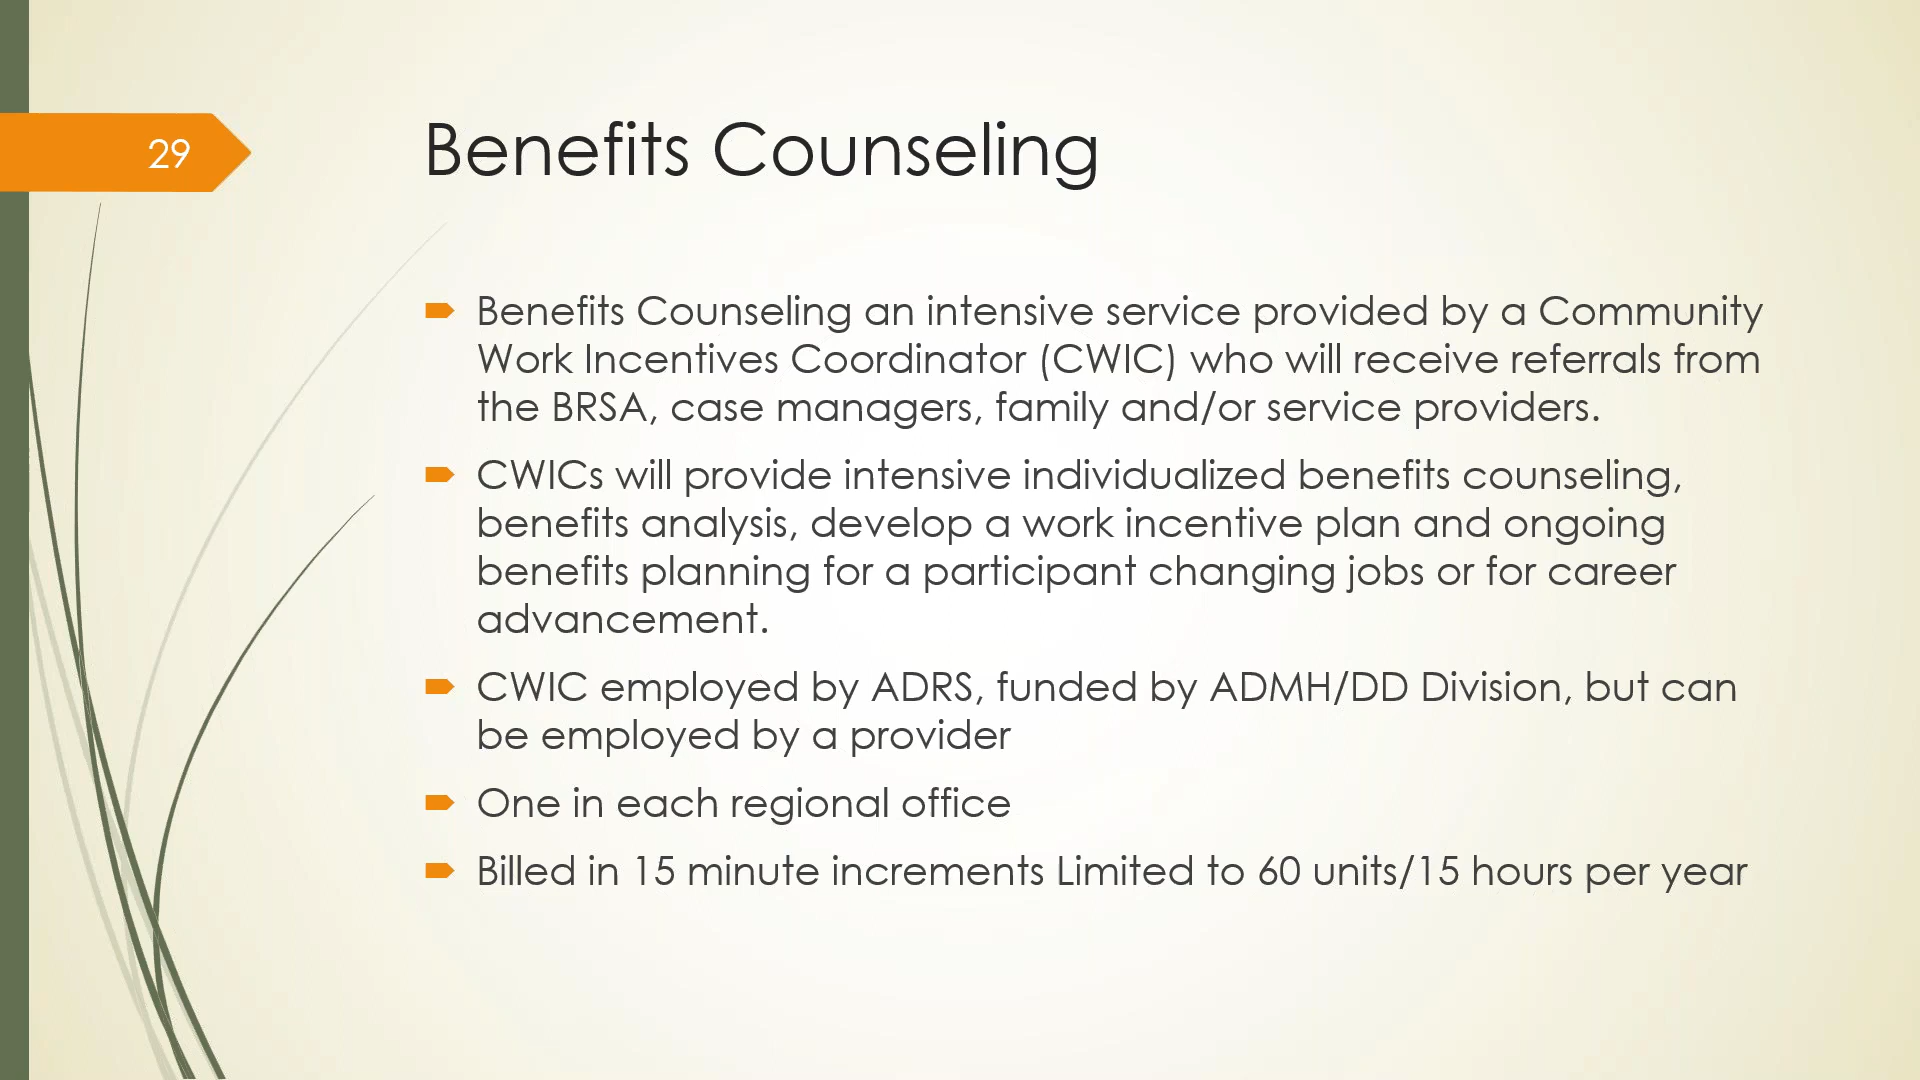 29
Benefits Counseling
Benefits Counseling an intensive service provided by a Community
Work Incentives Coordinator (CWIC) who will receive referrals from
the BRSA, case managers, family and/or service providers.
CWICs will provide intensive individualized benefits counseling,
benefits analysis, develop a work incentive plan and ongoing
benefits planning for a participant changing jobs or for career
advancement.
CWIC employed by ADRS, funded by ADMH/DD Division, but can
be employed by a provider
One in each regional office
Billed in 15 minute increments Limited to 60 units/15 hours per year